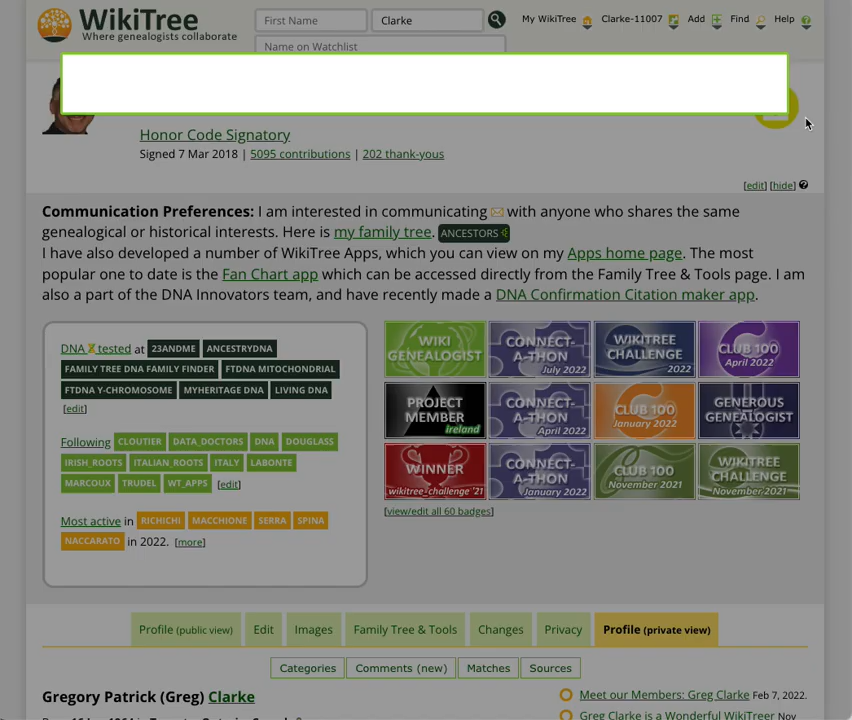 WikiTree
Where genealogists collaborate
First Name
Clarke
My WikiTree Clarke-11007 Add Find Help
Name on Watchlist
Honor Code Signatory
Signed 7 Mar 2018 | 5095 contributions | 202 thank-yous
[edit] [hide]
Communication Preferences: I am interested in communicating with anyone who shares the same
genealogical or historical interests. Here is my family tree. ANCESTORS
I have also developed a number of WikiTree Apps, which you can view on my Apps home page. The most
popular one to date is the Fan Chart app which can be accessed directly from the Family Tree & Tools page. I am
also a part of the DNA Innovators team, and have recently made a DNA Confirmation Citation maker app.
DNA tested at 23ANDME ANCESTRYDNA
FAMILY TREE DNA FAMILY FINDER FTDNA MITOCHONDRIAL
FTDNA Y-CHROMOSOME MYHERITAGE DNA LIVING DNA
[edit]
Following CLOUTIER DATA_DOCTORS DNA DOUGLASS
IRISH_ROOTS ITALIAN_ROOTS ITALY LABONTE
MARCOUX TRUDEL WT_APPS [edit]
Most active in RICHICHI MACCHIONE SERRA SPINA
NACCARATO in 2022. [more]
WIKI
GENEALOGIST
CONNECT-
A-THON
July 2022
WIKITREE
CHALLENGE
2022
CLUB 100
April 2022
PROJECT
MEMBER
ireland
CONNECT-
A-THON
April 2022
CLUB 100
January 2022
GENEROUS
GENEALOGIST
WINNER
wikitree-challenge '21
CONNECT-
A-THON
January 2022
CLUB 100
November 2021
WIKITREE
CHALLENGE
November 2021
[view/edit all 60 badges]
Profile (public view) Edit Images Family Tree & Tools Changes Privacy Profile (private view)
Categories Comments (new) Matches Sources
Gregory Patrick (Greg) Clarke
Meet our Members: Greg Clarke Feb 7, 2022.
Greg Clarke is a Wonderful WikiTreer Nov